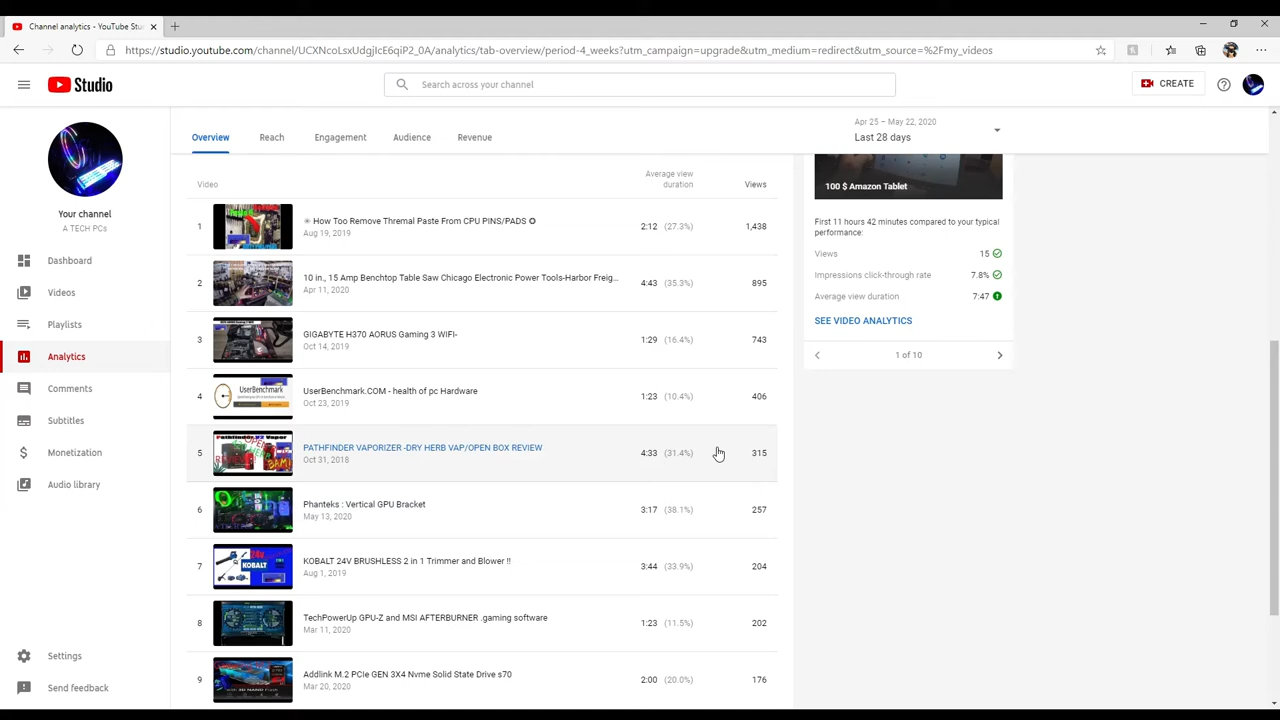 Channel analytics - YouTube Stu
https://studio.youtube.com/channel/UCXNcoLsxUdgjIcE6qiP2_0A/analytics/tab-overview/period-4_weeks?utm_campaign=upgrade&utm_medium=redirect&utm_source=%2Fmy_videos
Studio
Search across your channel
CREATE
Your channel
A TECH PCs
Dashboard
Videos
Playlists
Analytics
Comments
Subtitles
Monetization
Audio library
Settings
Send feedback
Overview
Reach
Engagement
Audience
Revenue
Apr 25 – May 22, 2020
Last 28 days
Video
Average view
duration
Views
1
✳ How Too Remove Thremal Paste From CPU PINS/PADS ✪
Aug 19, 2019
2:12 (27.3%)
1,438
2
10 in., 15 Amp Benchtop Table Saw Chicago Electronic Power Tools-Harbor Freig...
Apr 11, 2020
4:43 (35.3%)
895
3
GIGABYTE H370 AORUS Gaming 3 WIFI-
Oct 14, 2019
1:29 (16.4%)
743
4
UserBenchmark
UserBenchmark.COM - health of pc Hardware
Oct 23, 2019
1:23 (10.4%)
406
5
PATHFINDER VAPORIZER -DRY HERB VAP/OPEN BOX REVIEW
Oct 31, 2018
4:33 (31.4%)
315
6
Phanteks : Vertical GPU Bracket
May 13, 2020
3:17 (38.1%)
257
7
KOBALT
KOBALT 24V BRUSHLESS 2 in 1 Trimmer and Blower !!
Aug 1, 2019
3:44 (33.9%)
204
8
TechPowerUp GPU-Z and MSI AFTERBURNER .gaming software
Mar 11, 2020
1:23 (11.5%)
202
9
Addlink M.2 PCIe GEN 3X4 Nvme Solid State Drive s70
Mar 20, 2020
2:00 (20.0%)
176
100 $ Amazon Tablet
First 11 hours 42 minutes compared to your typical
performance:
Views
15
Impressions click-through rate
7.8%
Average view duration
7:47
SEE VIDEO ANALYTICS
1 of 10